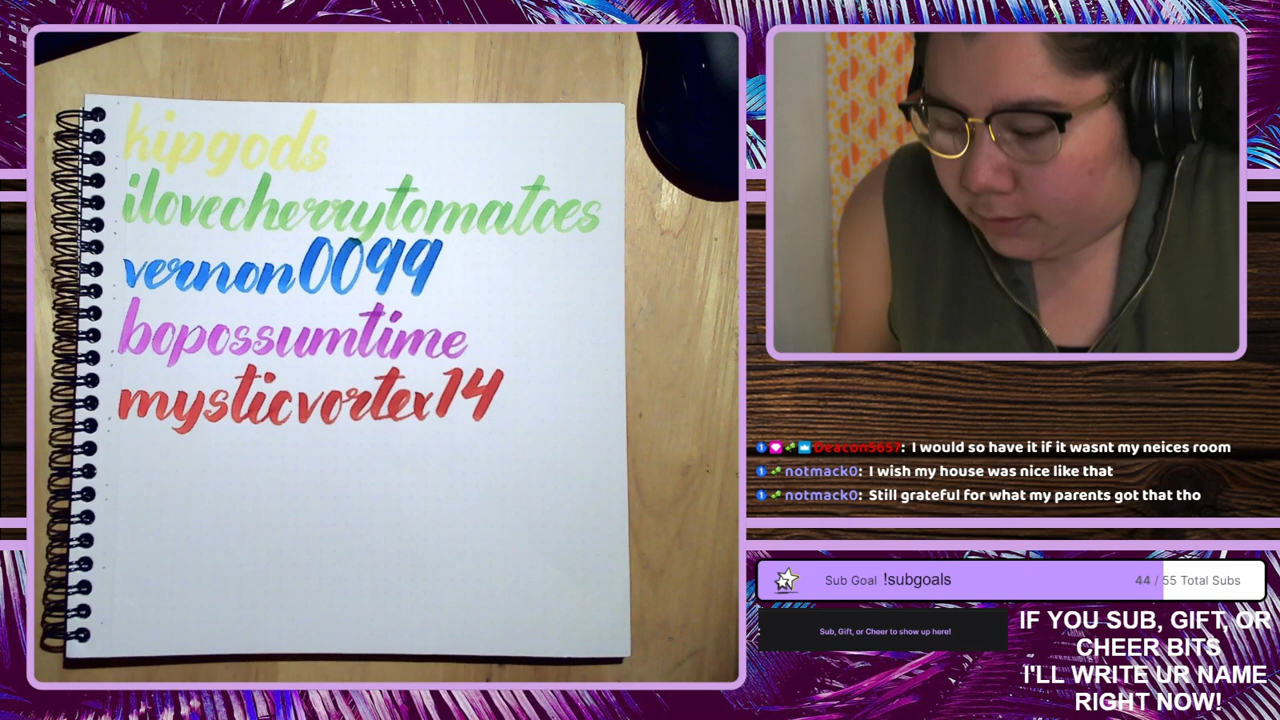 kipgods
ilovecherrytomatoes
vernon0099
bopossumtime
mysticvortex14
Deacon5657: I would so have it if it wasnt my neices room
notmack0: I wish my house was nice like that
notmack0: Still grateful for what my parents got that tho
Sub Goal !subgoals 44 / 55 Total Subs
Sub, Gift, or Cheer to show up here!
IF YOU SUB, GIFT, OR
CHEER BITS
I'LL WRITE UR NAME
RIGHT NOW!